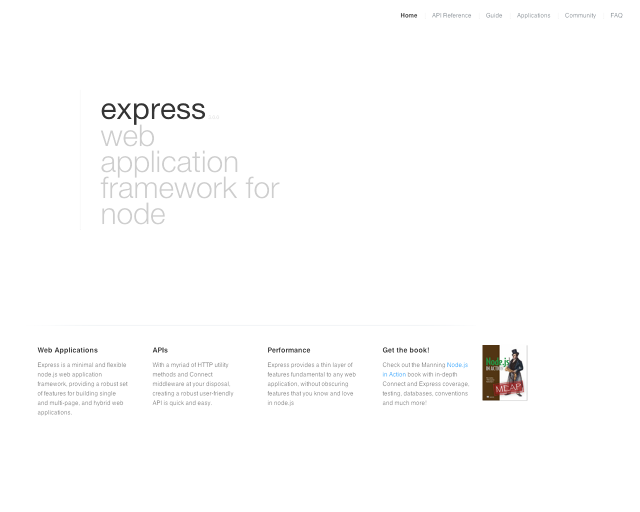 Home API Reference Guide Applications Community FAQ
express
web
application
framework for
node
Web Applications
Express is a minimal and flexible
node.js web application
framework, providing a robust set
of features for building single
and multi-page, and hybrid web
applications.
APIs
With a myriad of HTTP utility
methods and Connect
middleware at your disposal,
creating a robust user-friendly
API is quick and easy.
Performance
Express provides a thin layer of
features fundamental to any web
application, without obscuring
features that you know and love
in node.js
Get the book!
Check out the Manning Node.js
in Action book with in-depth
Connect and Express coverage,
testing, databases, conventions
and much more!
Node.js
IN ACTION
MEAP